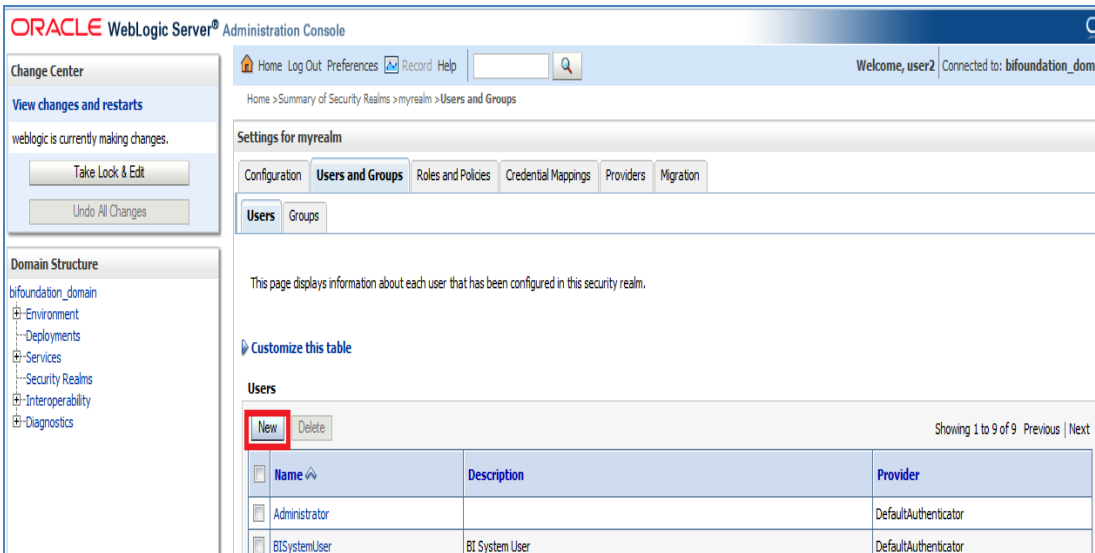 ORACLE WebLogic Server® Administration Console
Change Center
View changes and restarts
weblogic is currently making changes.
Take Lock & Edit
Undo All Changes
Domain Structure
bifoundation_domain
Environment
Deployments
Services
Security Realms
Interoperability
Diagnostics
Home Log Out Preferences Record Help
Welcome, user2 Connected to: bifoundation_dom
Home >Summary of Security Realms >myrealm >Users and Groups
Settings for myrealm
Configuration Users and Groups Roles and Policies Credential Mappings Providers Migration
Users Groups
This page displays information about each user that has been configured in this security realm.
Customize this table
Users
New Delete Showing 1 to 9 of 9 Previous | Next
Name Description Provider
Administrator DefaultAuthenticator
BISystemUser BI System User DefaultAuthenticator